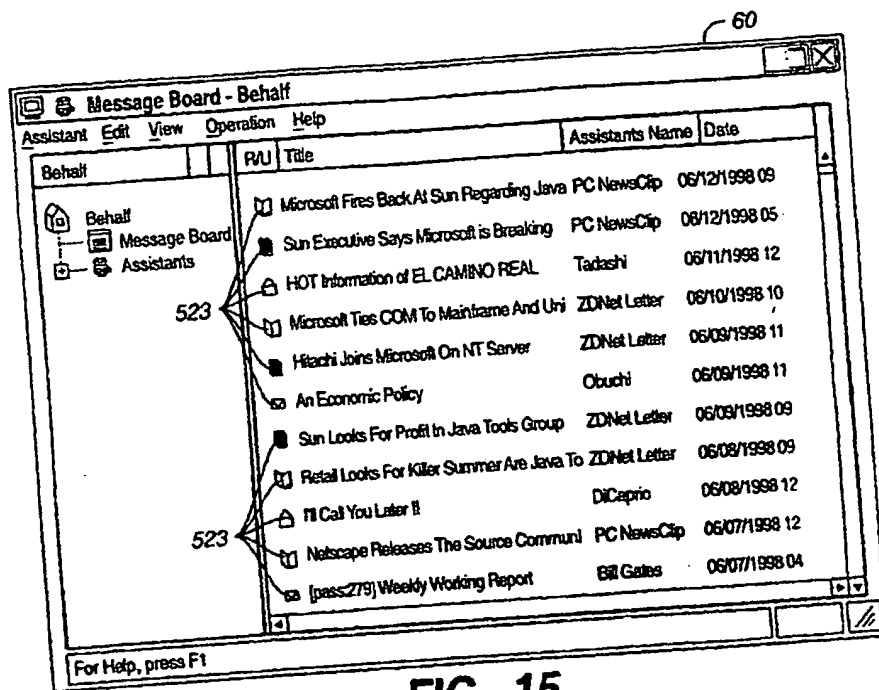 60
Message Board - Behalf
Assistant Edit View Operation Help
Behalf
R/U Title Assistants Name Date
Behalf
Message Board
Assistants
Microsoft Fires Back At Sun Regarding Java PC NewsClip 06/12/1998 09
Sun Executive Says Microsoft is Breaking PC NewsClip 06/12/1998 05
HOT Information of EL CAMINO REAL Tadashi 06/11/1998 12
523
Microsoft Ties COM To Mainframe And Uni ZDNet Letter 06/10/1998 10
Hitachi Joins Microsoft On NT Server ZDNet Letter 06/09/1998 11
An Economic Policy Obuchi 06/09/1998 11
Sun Looks For Profit In Java Tools Group ZDNet Letter 06/09/1998 09
Retail Looks For Killer Summer Are Java To ZDNet Letter 06/08/1998 09
I'll Call You Later !! DiCaprio 06/08/1998 12
523
Netscape Releases The Source Communi PC NewsClip 06/07/1998 12
[pass:279] Weekly Working Report Bill Gates 06/07/1998 04
For Help, press F1
FIG._15